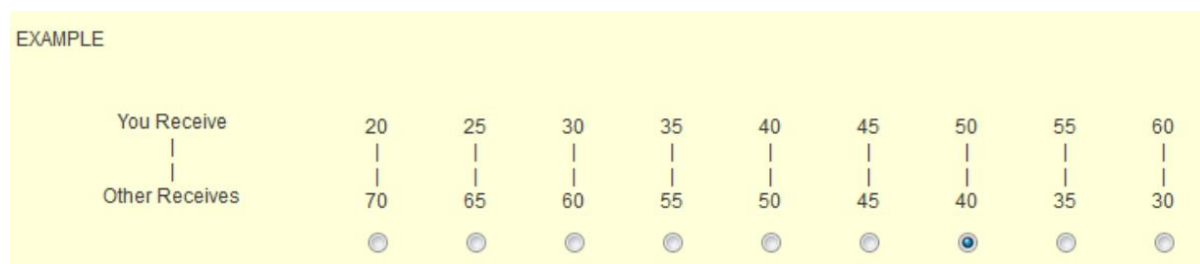 EXAMPLE
You Receive 20 25 30 35 40 45 50 55 60
| | | | | | | | | |
| | | | | | | | | |
Other Receives 70 65 60 55 50 45 40 35 30